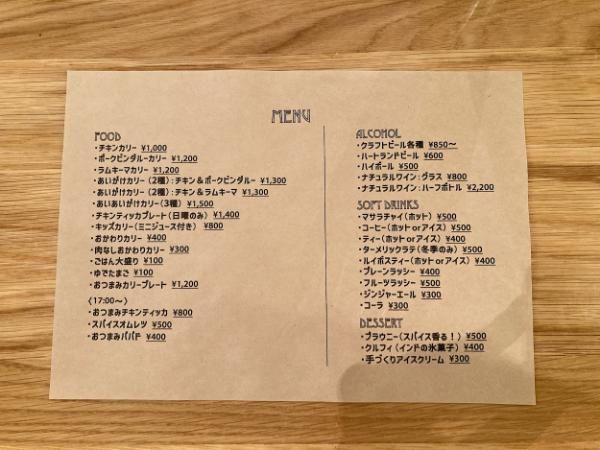 MENU
FOOD
・チキンカリー ¥1,000
・ポークビンダルーカリー ¥1,200
・ラムキーマカリー ¥1,200
・あいがけカリー (2種) : チキン＆ポークビンダルー ¥1,300
・あいがけカリー (2種) : チキン＆ラムキーマ ¥1,300
・あいあいがけカリー (3種) ¥1,500
・チキンティッカプレート (日曜のみ) ¥1,400
・キッズカリー (ミニジュース付き) ¥800
・おかわりカリー ¥400
・肉なしおかわりカリー ¥300
・ごはん大盛り ¥100
・ゆでたまご ¥100
・おつまみカリープレート ¥1,200
〈17:00〜〉
・おつまみチキンティッカ ¥800
・スパイスオムレツ ¥500
・おつまみパパド ¥400
ALCOHOL
・クラフトビール各種 ¥850〜
・ハートランドビール ¥600
・ハイボール ¥500
・ナチュラルワイン : グラス ¥800
・ナチュラルワイン : ハーフボトル ¥2,200
SOFT DRINKS
・マサラチャイ (ホット) ¥500
・コーヒー (ホット or アイス) ¥500
・ティー (ホット or アイス) ¥400
・ターメリックラテ (冬季のみ) ¥500
・ルイボスティー (ホット or アイス) ¥400
・プレーンラッシー ¥400
・フルーツラッシー ¥500
・ジンジャーエール ¥300
・コーラ ¥300
DESSERT
・ブラウニー (スパイス香る！) ¥500
・クルフィ (インドの氷菓子) ¥400
・手づくりアイスクリーム ¥300